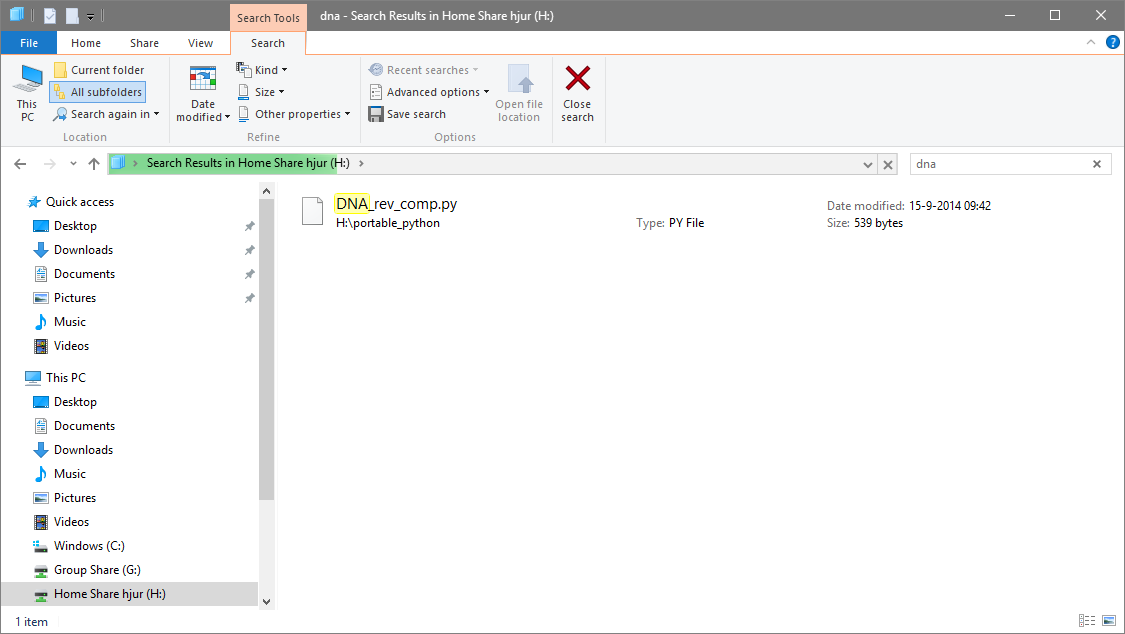 dna - Search Results in Home Share hjur (H:)
Search Tools
File Home Share View Search
This PC
Current folder
All subfolders
Search again in
Location
Date modified
Kind
Size
Other properties
Refine
Recent searches
Advanced options
Save search
Open file location
Options
Close search
Search Results in Home Share hjur (H:)
dna
Quick access
Desktop
Downloads
Documents
Pictures
Music
Videos
This PC
Desktop
Documents
Downloads
Music
Pictures
Videos
Windows (C:)
Group Share (G:)
Home Share hjur (H:)
DNA_rev_comp.py
H:\portable_python
Type: PY File
Date modified: 15-9-2014 09:42
Size: 539 bytes
1 item